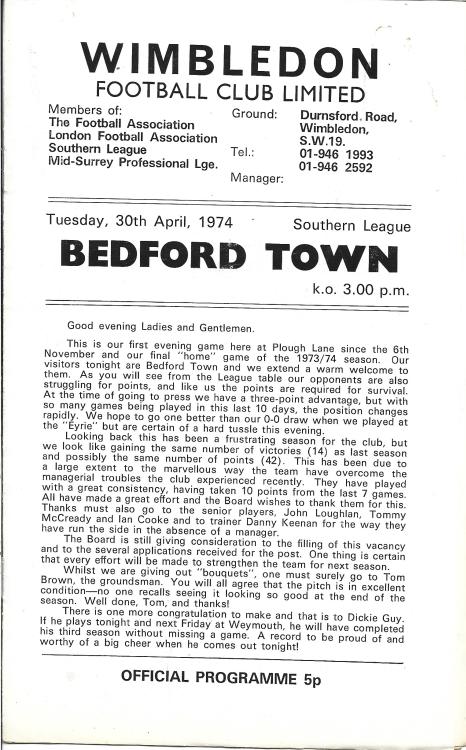 WIMBLEDON
FOOTBALL CLUB LIMITED
Members of:
The Football Association
London Football Association
Southern League
Mid-Surrey Professional Lge.
Ground: Durnsford Road,
Wimbledon,
S.W.19.
Tel.: 01-946 1993
01-946 2592
Manager:
Tuesday, 30th April, 1974 Southern League
BEDFORD TOWN
k.o. 3.00 p.m.
Good evening Ladies and Gentlemen.
This is our first evening game here at Plough Lane since the 6th
November and our final "home" game of the 1973/74 season. Our
visitors tonight are Bedford Town and we extend a warm welcome to
them. As you will see from the League table our opponents are also
struggling for points, and like us the points are required for survival.
At the time of going to press we have a three-point advantage, but with
so many games being played in this last 10 days, the position changes
rapidly. We hope to go one better than our 0-0 draw when we played at
the "Eyrie" but are certain of a hard tussle this evening.
Looking back this has been a frustrating season for the club, but
we look like gaining the same number of victories (14) as last season
and possibly the same number of points (42). This has been due to
a large extent to the marvellous way the team have overcome the
managerial troubles the club experienced recently. They have played
with a great consistency, having taken 10 points from the last 7 games.
All have made a great effort and the Board wishes to thank them for this.
Thanks must also go to the senior players, John Loughlan, Tommy
McCready and Ian Cooke and to trainer Danny Keenan for the way they
have run the side in the absence of a manager.
The Board is still giving consideration to the filling of this vacancy
and to the several applications received for the post. One thing is certain
that every effort will be made to strengthen the team for next season.
Whilst we are giving out "bouquets", one must surely go to Tom
Brown, the groundsman. You will all agree that the pitch is in excellent
condition—no one recalls seeing it looking so good at the end of the
season. Well done, Tom, and thanks!
There is one more congratulation to make and that is to Dickie Guy.
If he plays tonight and next Friday at Weymouth, he will have completed
his third season without missing a game. A record to be proud of and
worthy of a big cheer when he comes out tonight!
OFFICIAL PROGRAMME 5p